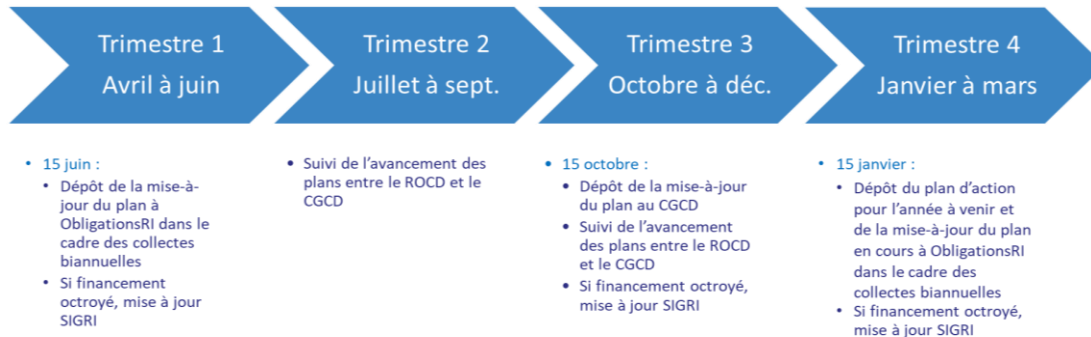 Trimestre 1
Avril à juin
Trimestre 2
Juillet à sept.
Trimestre 3
Octobre à déc.
Trimestre 4
Janvier à mars
• 15 juin :
• Dépôt de la mise-à-
jour du plan à
ObligationsRI dans le
cadre des collectes
biannuelles
• Si financement
octroyé, mise à jour
SIGRI
• Suivi de l'avancement des
plans entre le ROCD et le
CGCD
• 15 octobre :
• Dépôt de la mise-à-jour
du plan au CGCD
• Suivi de l'avancement
des plans entre le ROCD
et le CGCD
• Si financement octroyé,
mise à jour SIGRI
• 15 janvier :
• Dépôt du plan d'action
pour l'année à venir et
de la mise-à-jour du plan
en cours à ObligationsRI
dans le cadre des
collectes biannuelles
• Si financement octroyé,
mise à jour SIGRI